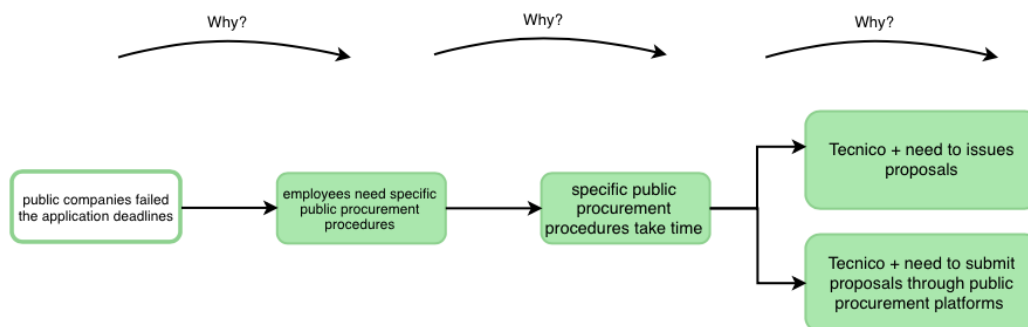 Why?
Why?
Why?
public companies failed
the application deadlines
employees need specific
public procurement
procedures
specific public
procurement
procedures take time
Tecnico + need to issues
proposals
Tecnico + need to submit
proposals through public
procurement platforms